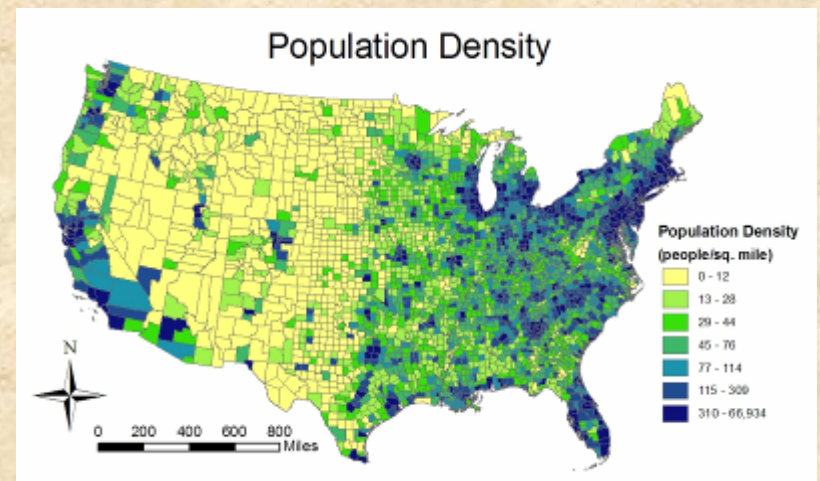 Population Density
Population Density
(people/sq. mile)
0 - 12
13 - 28
29 - 44
45 - 76
77 - 114
115 - 309
310 - 66,934
N
0 200 400 600 800
Miles